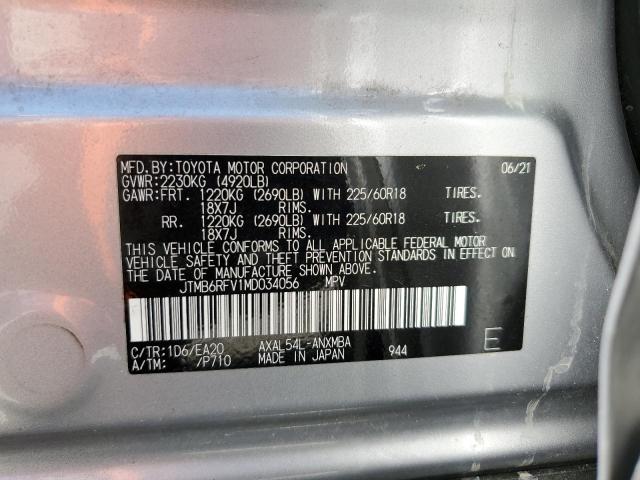 MFD.BY:TOYOTA MOTOR CORPORATION 06/21
GVWR:2230KG (4920LB)
GAWR:FRT. 1220KG (2690LB) WITH 225/60R18 TIRES.
18X7J RIMS.
RR. 1220KG (2690LB) WITH 225/60R18 TIRES.
18X7J RIMS.
THIS VEHICLE CONFORMS TO ALL APPLICABLE FEDERAL MOTOR
VEHICLE SAFETY AND THEFT PREVENTION STANDARDS IN EFFECT ON
THE DATE OF MANUFACTURE SHOWN ABOVE.
JTMB6RFV1MD034056 MPV
C/TR:1D6/EA20 AXAL54L-ANXMBA E
A/TM: /P710 MADE IN JAPAN 944